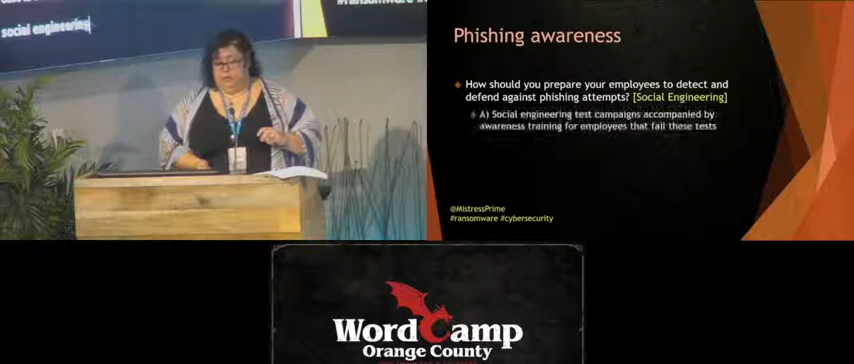 #ransomware
social engineering
Phishing awareness
How should you prepare your employees to detect and
defend against phishing attempts? [Social Engineering]
A) Social engineering test campaigns accompanied by
awareness training for employees that fail these tests
@MistressPrime
#ransomware #cybersecurity
WordCamp
Orange County